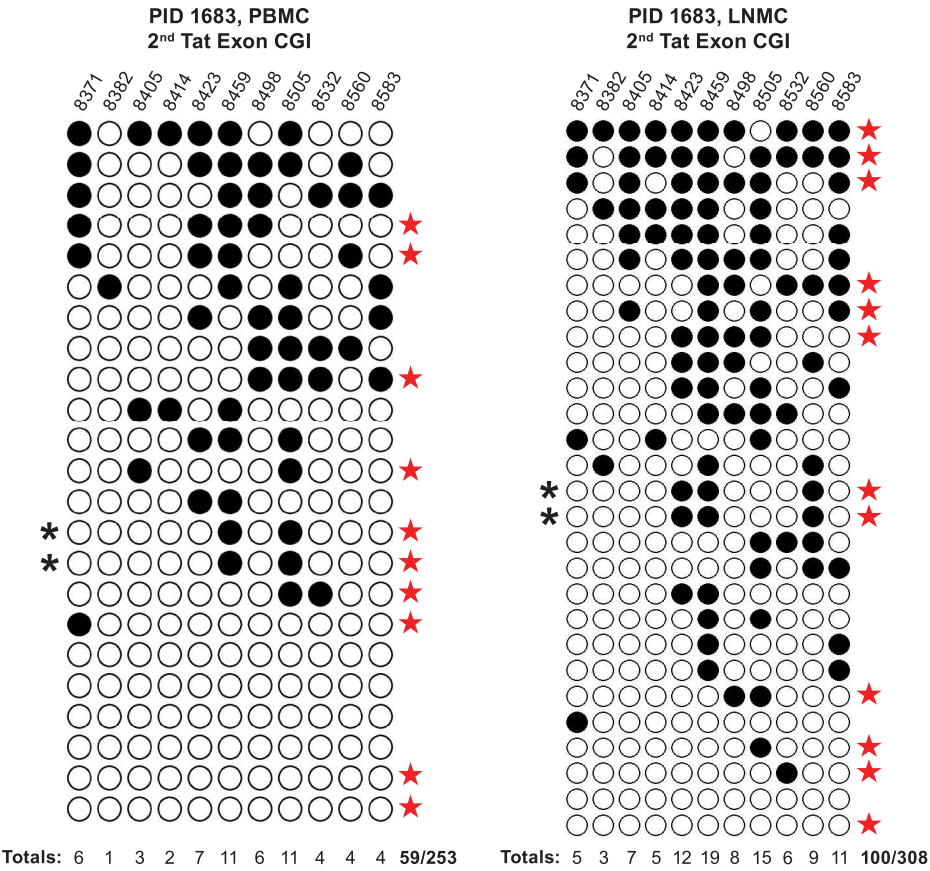 PID 1683, PBMC
2nd Tat Exon CGI
8371 8382 8405 8414 8423 8459 8498 8505 8532 8560 8583
*
*
Totals: 6 1 3 2 7 11 6 11 4 4 4 59/253
PID 1683, LNMC
2nd Tat Exon CGI
8371 8382 8405 8414 8423 8459 8498 8505 8532 8560 8583
*
*
Totals: 5 3 7 5 12 19 8 15 6 9 11 100/308